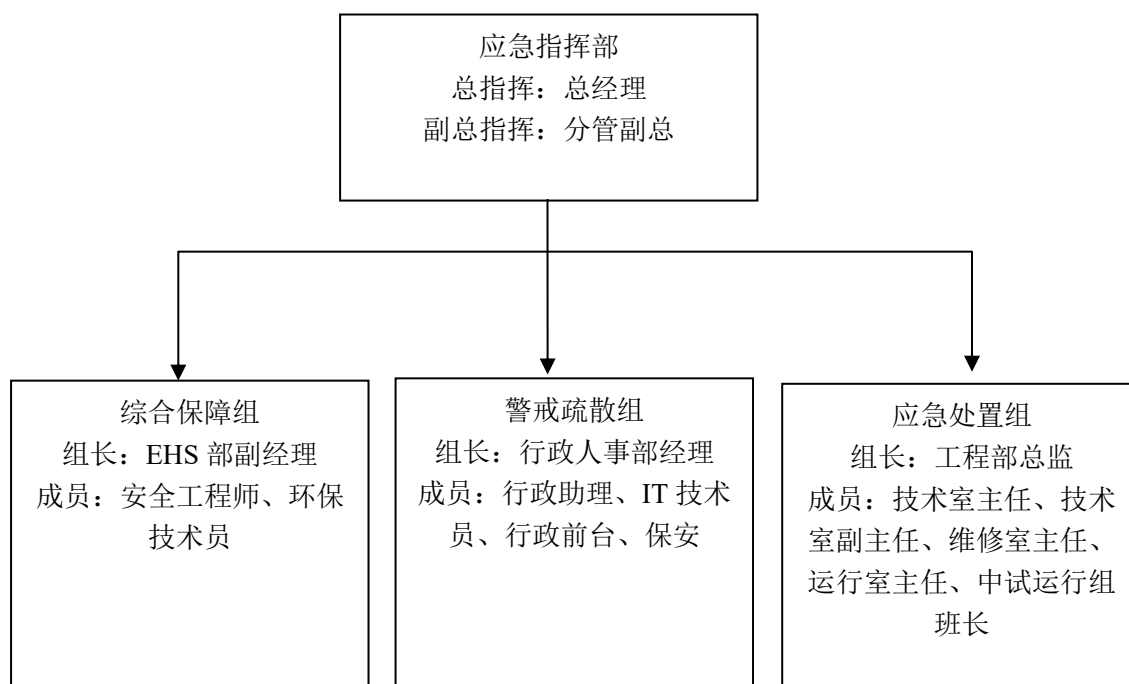 应急指挥部
总指挥：总经理
副总指挥：分管副总
综合保障组
组长：EHS 部副经理
成员：安全工程师、环保
技术员
警戒疏散组
组长：行政人事部经理
成员：行政助理、IT 技术
员、行政前台、保安
应急处置组
组长：工程部总监
成员：技术室主任、技术
室副主任、维修室主任、
运行室主任、中试运行组
班长